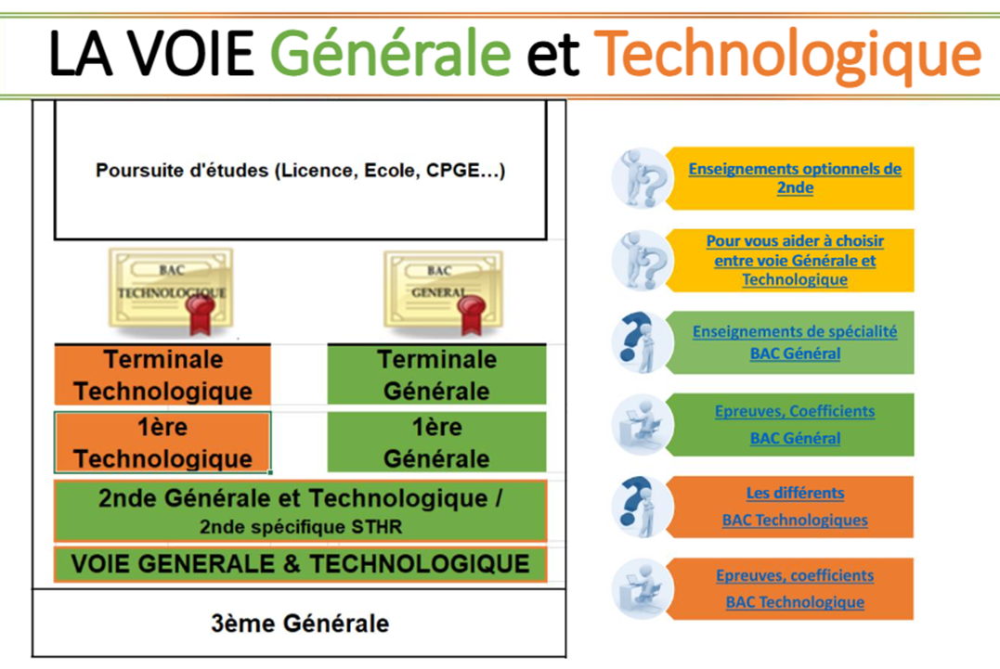 LA VOIE Générale et Technologique
Poursuite d'études (Licence, Ecole, CPGE...)
BAC
TECHNOLOGIQUE
BAC
GENERAL
Terminale
Technologique
Terminale
Générale
1ère
Technologique
1ère
Générale
2nde Générale et Technologique /
2nde spécifique STHR
VOIE GENERALE & TECHNOLOGIQUE
3ème Générale
Enseignements optionnels de
2nde
Pour vous aider à choisir
entre voie Générale et
Technologique
Enseignements de spécialité
BAC Général
Epreuves, Coefficients
BAC Général
Les différents
BAC Technologiques
Epreuves, coefficients
BAC Technologique